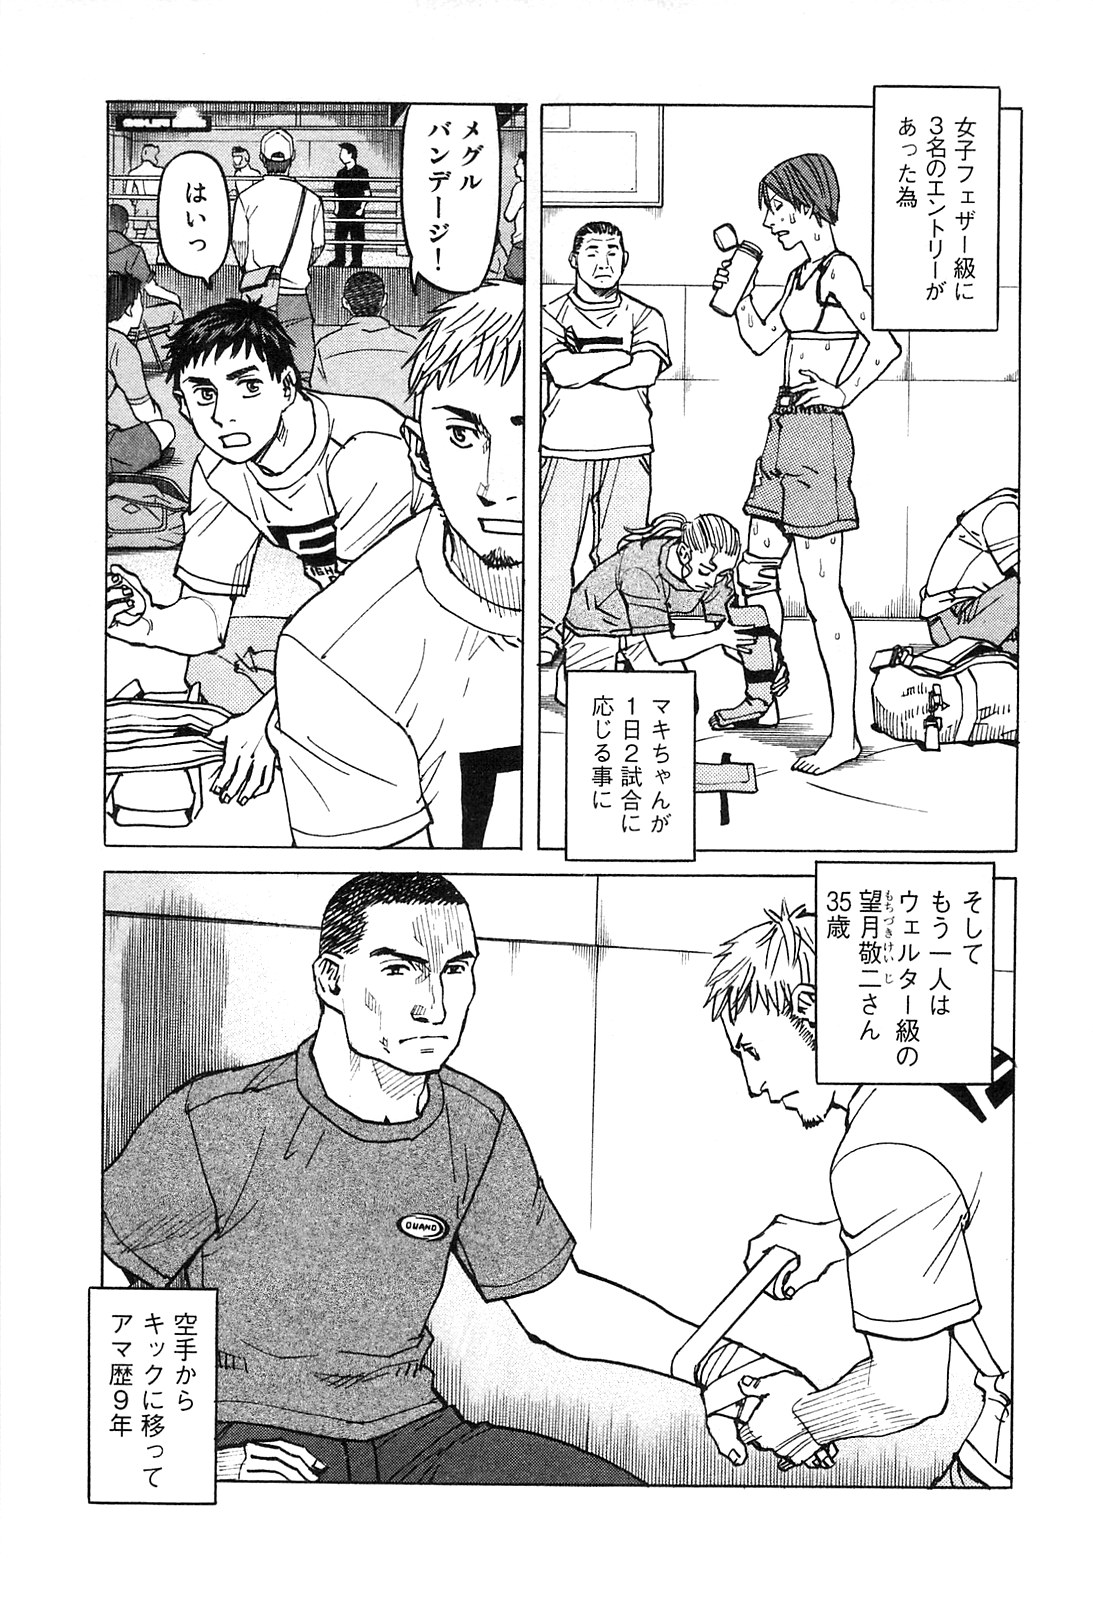 女子フェザー級に
3名のエントリーが
あった為
マキちゃんが
1日2試合に
応じる事に
メグル
バンデージ!
はいっ
そして
もう一人は
ウェルター級の
望月敬二さん
もちづきけいじ
35歳
QUAND
空手から
キックに移って
アマ歴9年